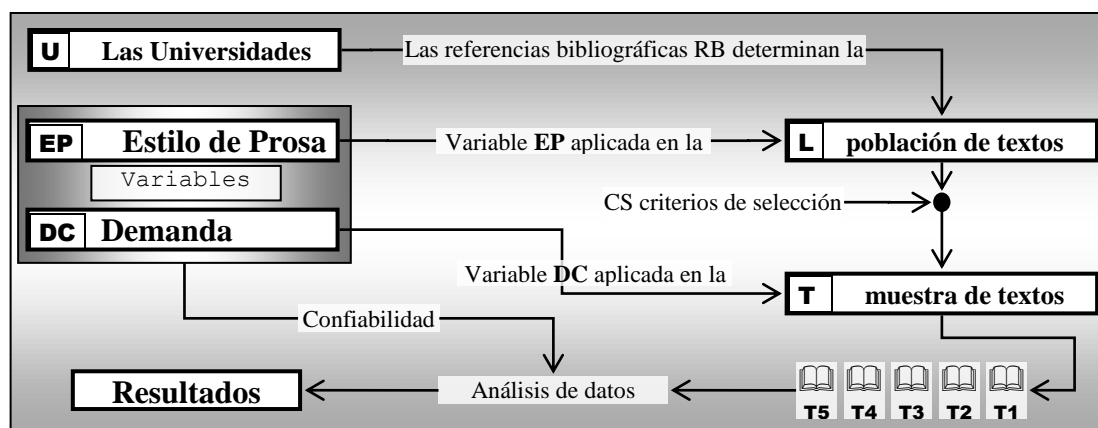 U Las Universidades
Las referencias bibliográficas RB determinan la
EP Estilo de Prosa
Variable EP aplicada en la
L población de textos
Variables
CS criterios de selección
DC Demanda
Variable DC aplicada en la
T muestra de textos
Confiabilidad
Resultados
Análisis de datos
T5 T4 T3 T2 T1